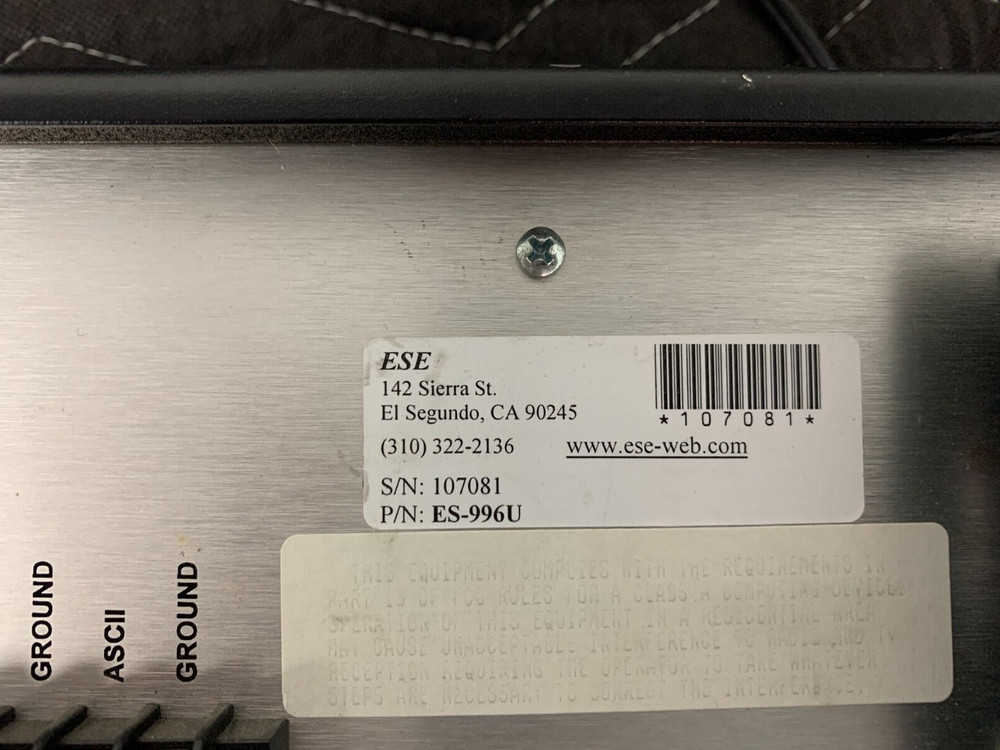 ESE
142 Sierra St.
El Segundo, CA 90245
(310) 322-2136 www.ese-web.com
S/N: 107081
P/N: ES-996U
*107081*
THIS EQUIPMENT COMPLIES WITH THE REQUIREMENTS IN
PART 15 OF FCC RULES FOR A CLASS A COMPUTING DEVICE.
OPERATION OF THIS EQUIPMENT IN A RESIDENTIAL AREA
MAY CAUSE UNACCEPTABLE INTERFERENCE TO RADIO AND TV
RECEPTION REQUIRING THE OPERATOR TO TAKE WHATEVER
STEPS ARE NECESSARY TO CORRECT THE INTERFERENCE.
GROUND
ASCII
GROUND